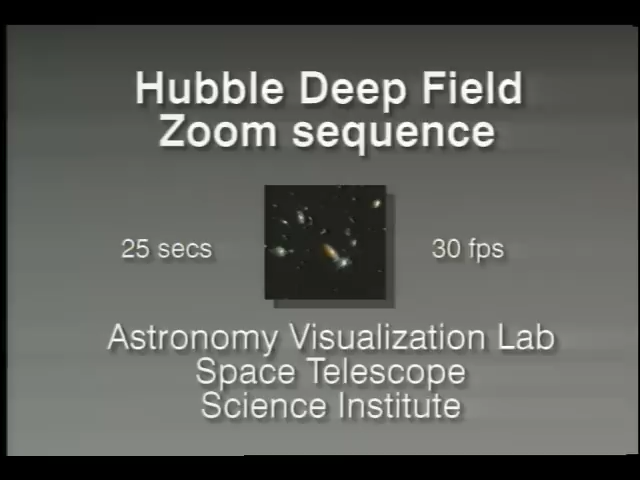 Hubble Deep Field
Zoom sequence
25 secs
30 fps
Astronomy Visualization Lab
Space Telescope
Science Institute